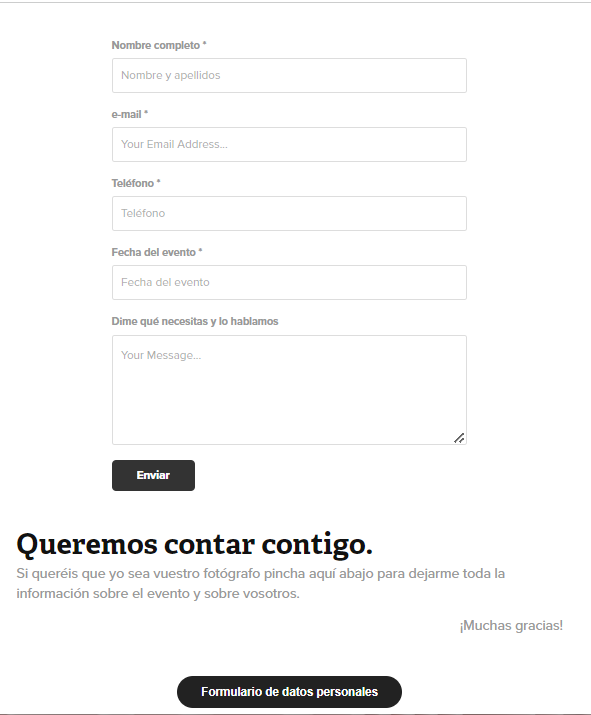 Nombre completo *
Nombre y apellidos
e-mail *
Your Email Address...
Teléfono *
Teléfono
Fecha del evento *
Fecha del evento
Dime qué necesitas y lo hablamos
Your Message...
Enviar
Queremos contar contigo.
Si queréis que yo sea vuestro fotógrafo pincha aquí abajo para dejarme toda la
información sobre el evento y sobre vosotros.
¡Muchas gracias!
Formulario de datos personales